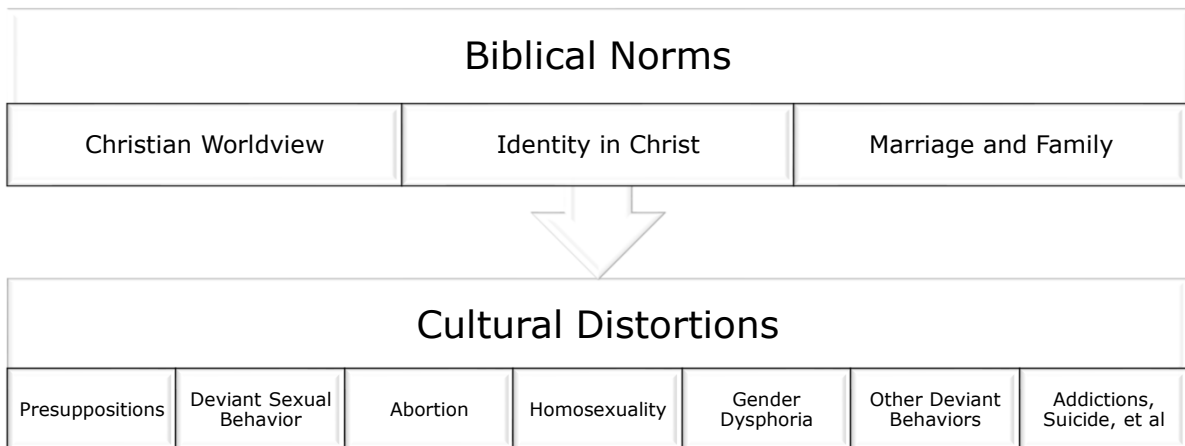 Biblical Norms
Christian Worldview
Identity in Christ
Marriage and Family
Cultural Distortions
Presuppositions
Deviant Sexual
Behavior
Abortion
Homosexuality
Gender
Dysphoria
Other Deviant
Behaviors
Addictions,
Suicide, et al